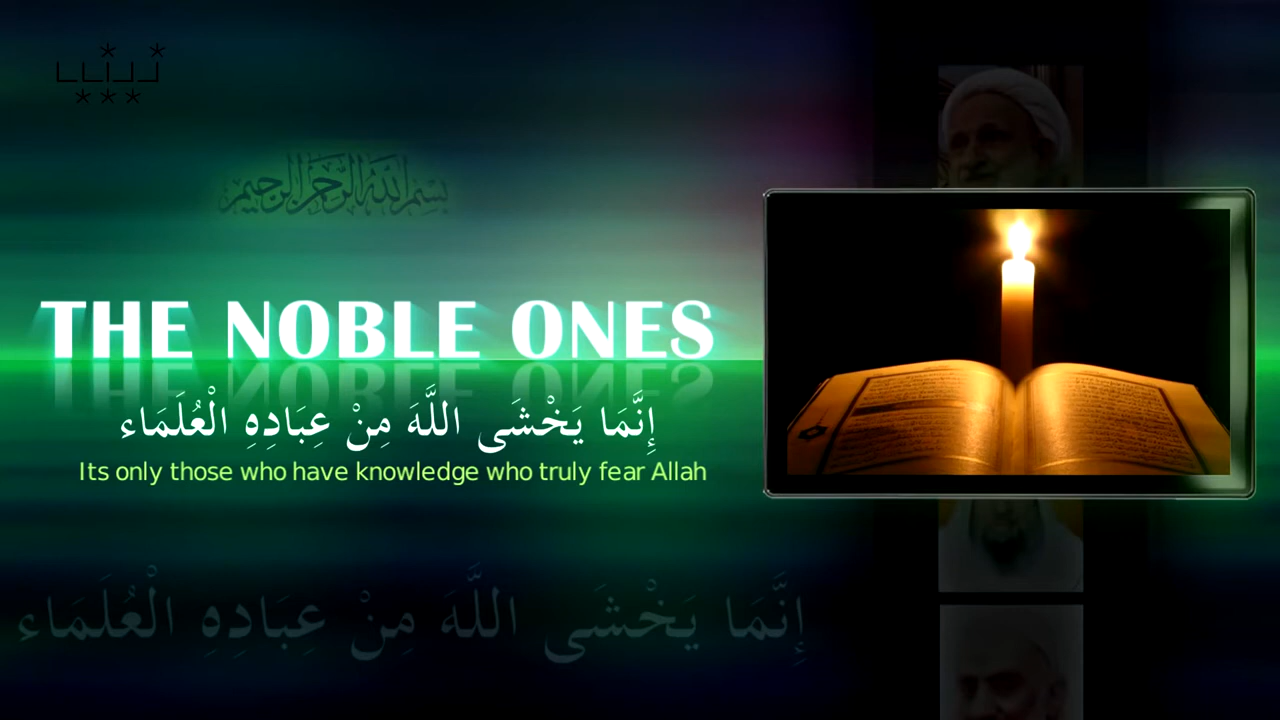 بسم الله الرحمن الرحيم
THE NOBLE ONES
إِنَّمَا يَخْشَى اللَّهَ مِنْ عِبَادِهِ الْعُلَمَاء
Its only those who have knowledge who truly fear Allah
إِنَّمَا يَخْشَى اللَّهَ مِنْ عِبَادِهِ الْعُلَمَاء